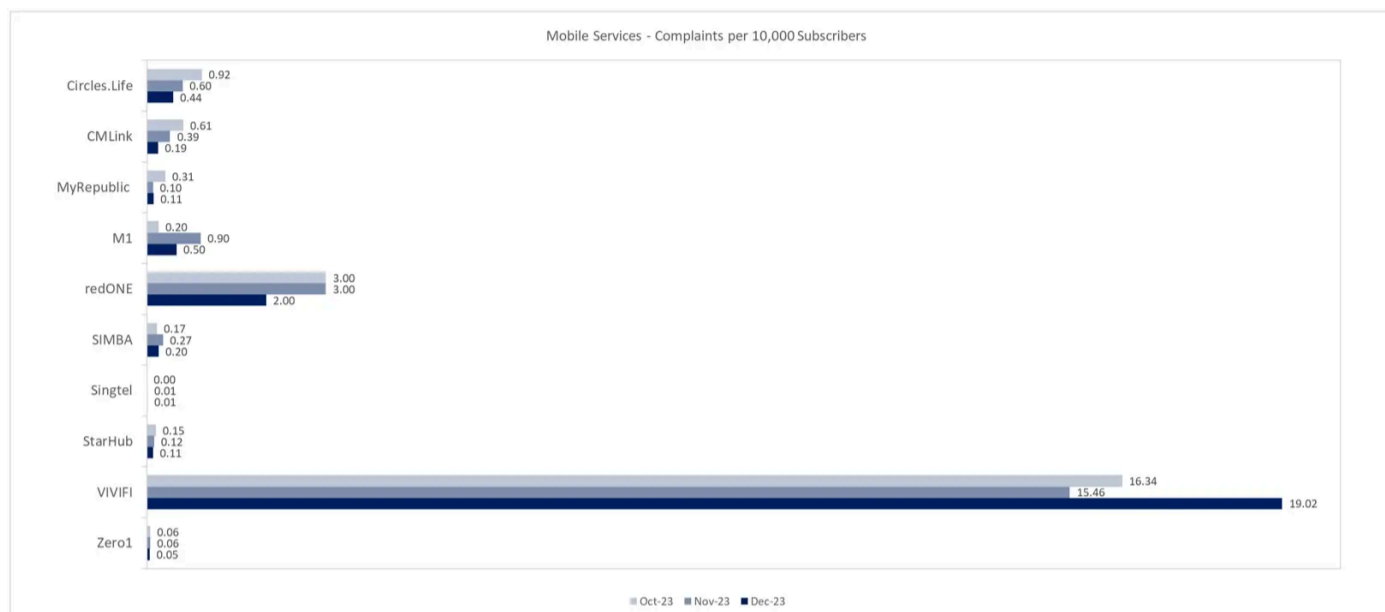 Mobile Services - Complaints per 10,000 Subscribers
Circles.Life
0.92
0.60
0.44
CMLink
0.61
0.39
0.19
MyRepublic
0.31
0.10
0.11
M1
0.20
0.90
0.50
redONE
3.00
3.00
2.00
SIMBA
0.17
0.27
0.20
Singtel
0.00
0.01
0.01
StarHub
0.15
0.12
0.11
VIVIFI
16.34
15.46
19.02
Zero1
0.06
0.06
0.05
Oct-23 Nov-23 Dec-23